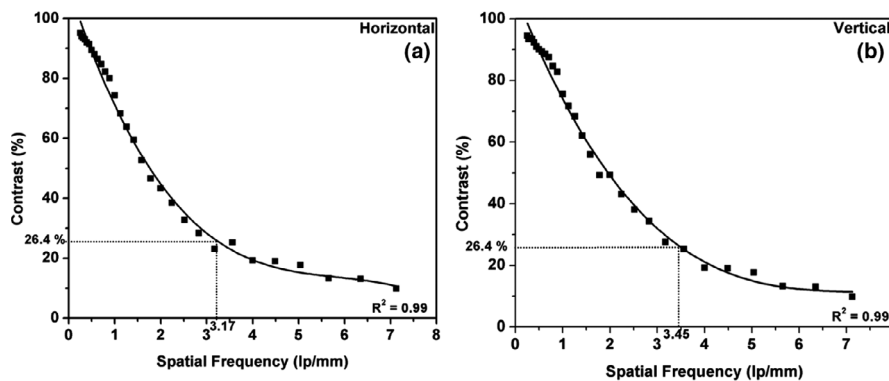 Horizontal
(a)
100
80
60
40
26.4 %
20
0
Contrast (%)
R² = 0.99
3.17
0 1 2 3 4 5 6 7 8
Spatial Frequency (lp/mm)
Vertical
(b)
100
80
60
40
26.4 %
20
0
Contrast (%)
R² = 0.99
3.45
0 1 2 3 4 5 6 7
Spatial Frequency (lp/mm)